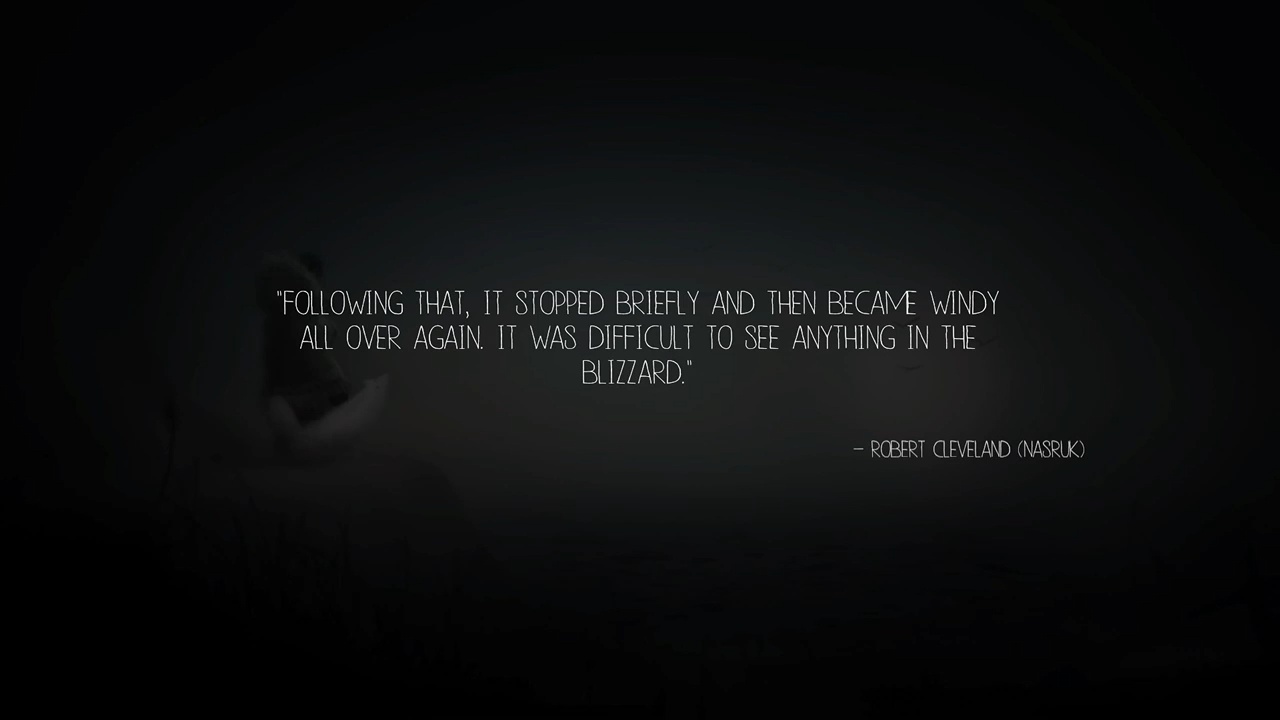 "FOLLOWING THAT, IT STOPPED BRIEFLY AND THEN BECAME WINDY
ALL OVER AGAIN. IT WAS DIFFICULT TO SEE ANYTHING IN THE
BLIZZARD."
– ROBERT CLEVELAND (NASRUK)